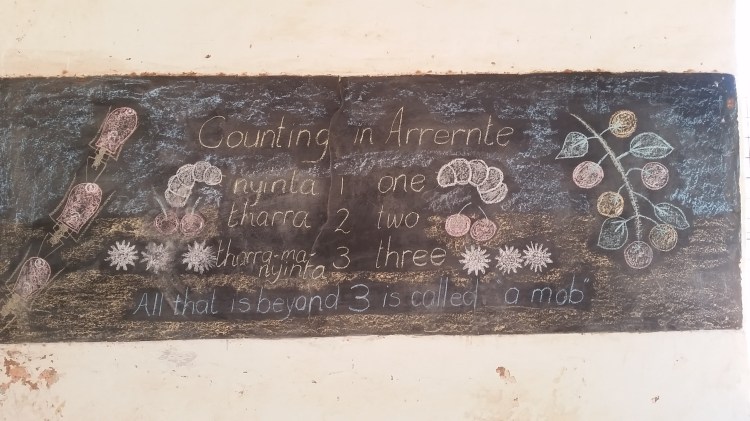 Counting in Arrernte
nyinta 1 one
tharra 2 two
tharra-ma-
nyinta 3 three
All that is beyond 3 is called "a mob"